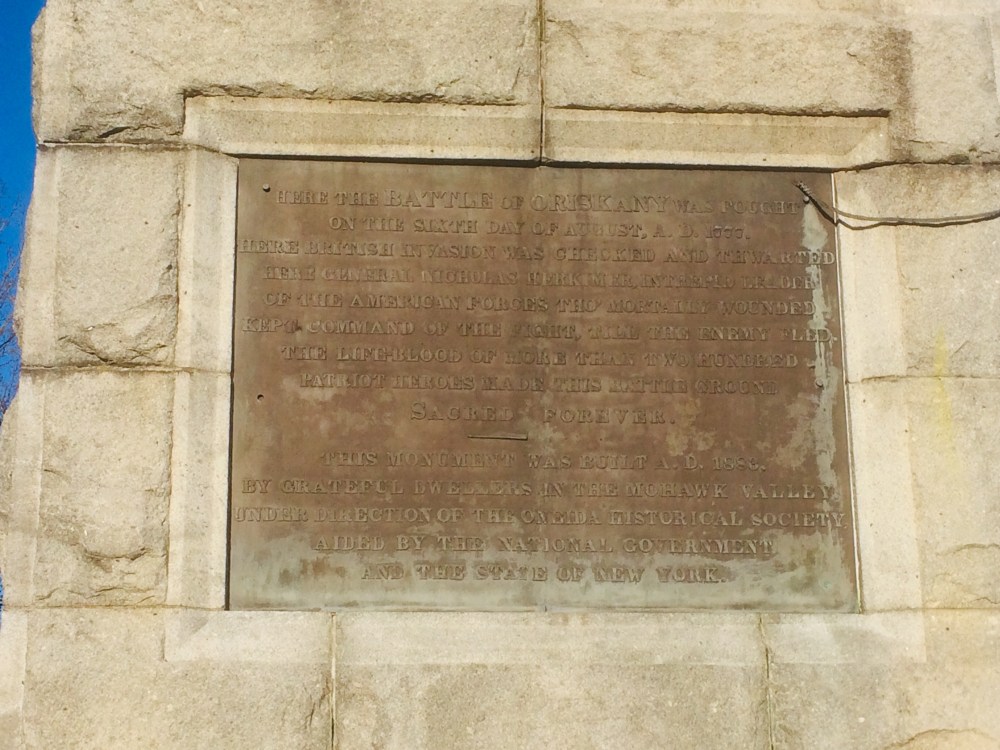 HERE THE BATTLE OF ORISKANY WAS FOUGHT
ON THE SIXTH DAY OF AUGUST, A. D. 1777.
HERE BRITISH INVASION WAS CHECKED AND THWARTED
HERE GENERAL NICHOLAS HERKIMER, INTREPID LEADER
OF THE AMERICAN FORCES THO' MORTALLY WOUNDED
KEPT COMMAND OF THE FIGHT, TILL THE ENEMY FLED.
THE LIFE-BLOOD OF MORE THAN TWO HUNDRED
PATRIOT HEROES MADE THIS BATTLE GROUND
SACRED FOREVER.
THIS MONUMENT WAS BUILT A. D. 1883,
BY GRATEFUL DWELLERS IN THE MOHAWK VALLEY
UNDER DIRECTION OF THE ONEIDA HISTORICAL SOCIETY
AIDED BY THE NATIONAL GOVERNMENT
AND THE STATE OF NEW YORK.